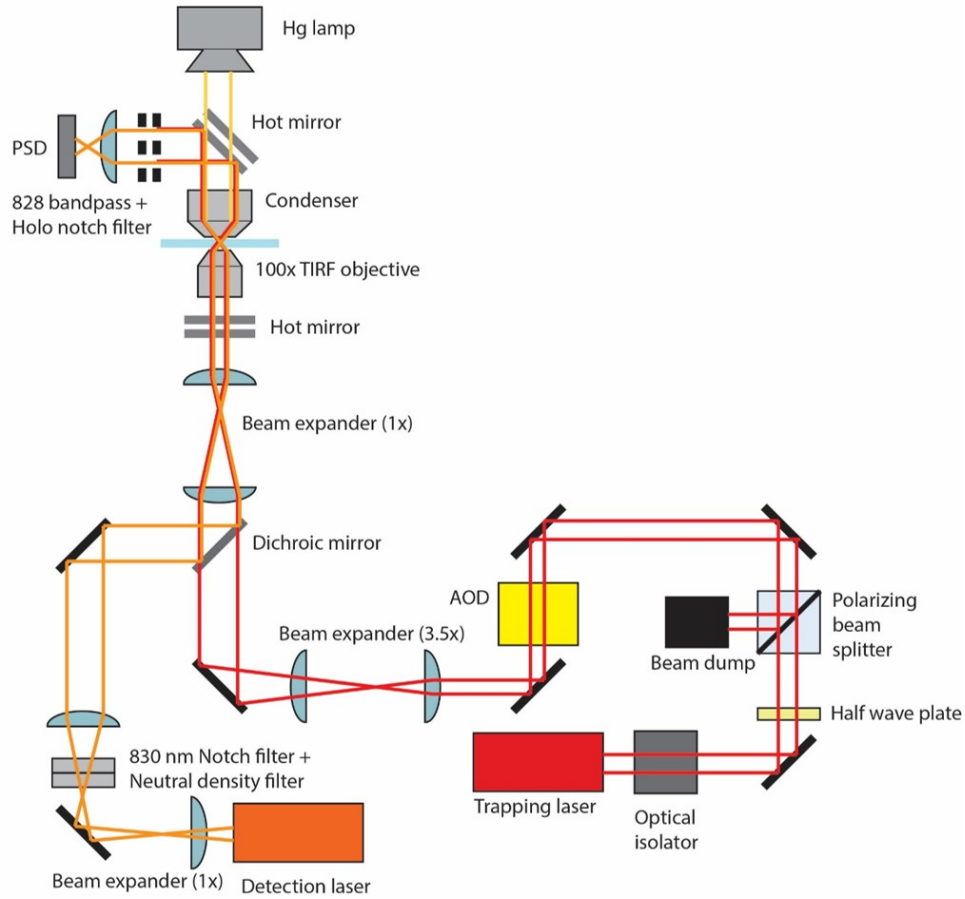 Hg lamp
Hot mirror
PSD
828 bandpass +
Holo notch filter
Condenser
100x TIRF objective
Hot mirror
Beam expander (1x)
Dichroic mirror
AOD
Beam expander (3.5x)
Polarizing
beam
splitter
Beam dump
Half wave plate
830 nm Notch filter +
Neutral density filter
Trapping laser
Optical
isolator
Beam expander (1x)
Detection laser